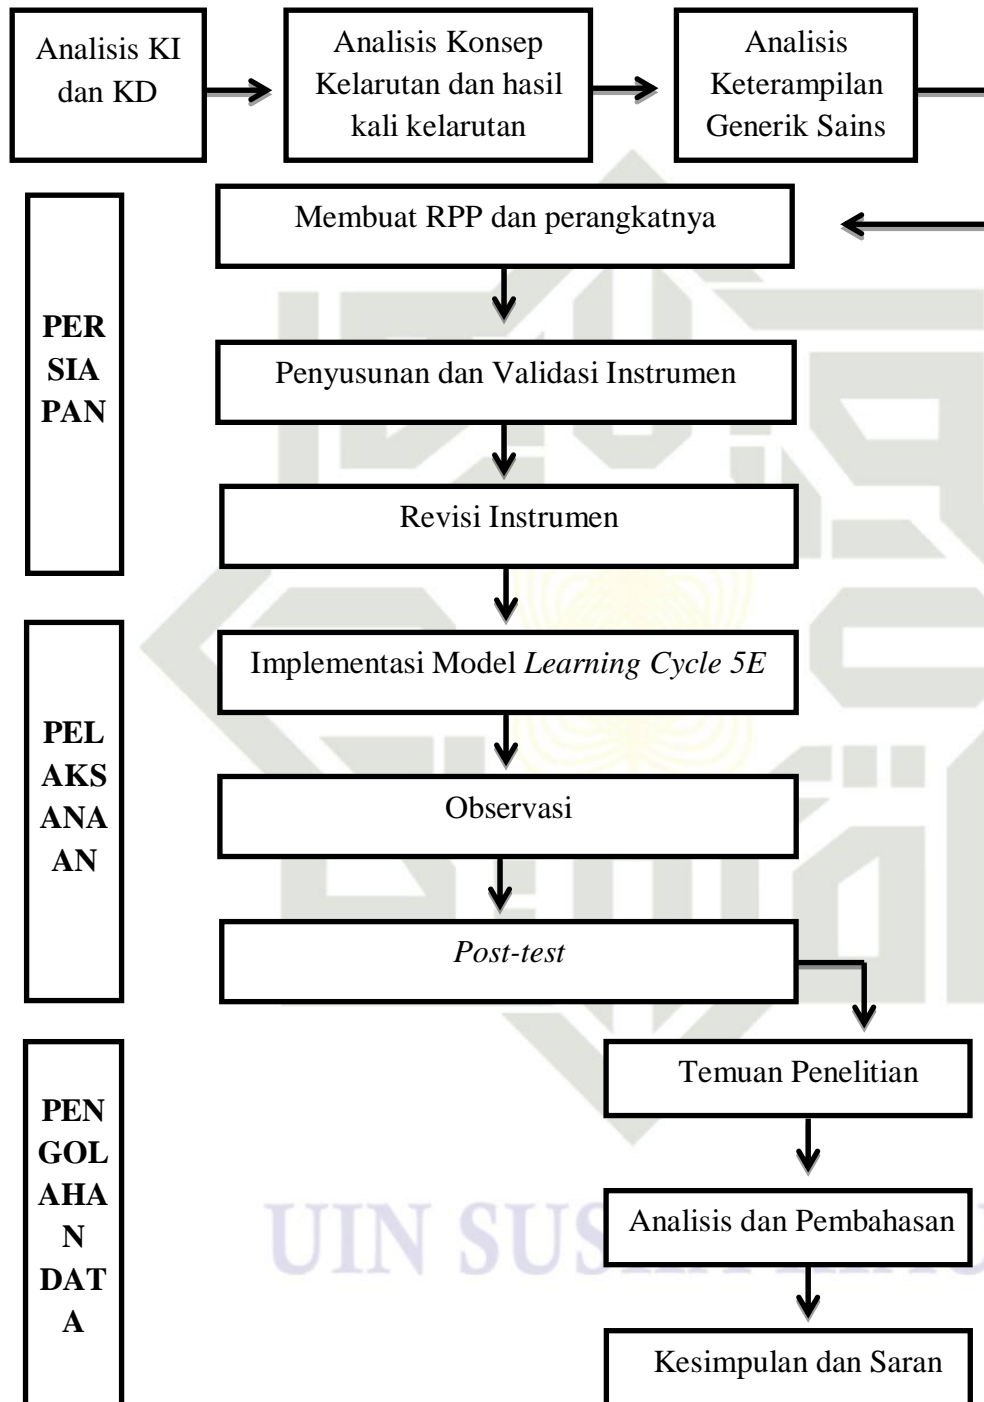 Analisis KI
dan KD
Analisis Konsep
Kelarutan dan hasil
kali kelarutan
Analisis
Keterampilan
Generik Sains
PER
SIA
PAN
Membuat RPP dan perangkatnya
Penyusunan dan Validasi Instrumen
Revisi Instrumen
PEL
AKS
ANA
AN
Implementasi Model Learning Cycle 5E
Observasi
Post-test
PEN
GOL
AHA
N
DAT
A
Temuan Penelitian
Analisis dan Pembahasan
Kesimpulan dan Saran
UIN SUS